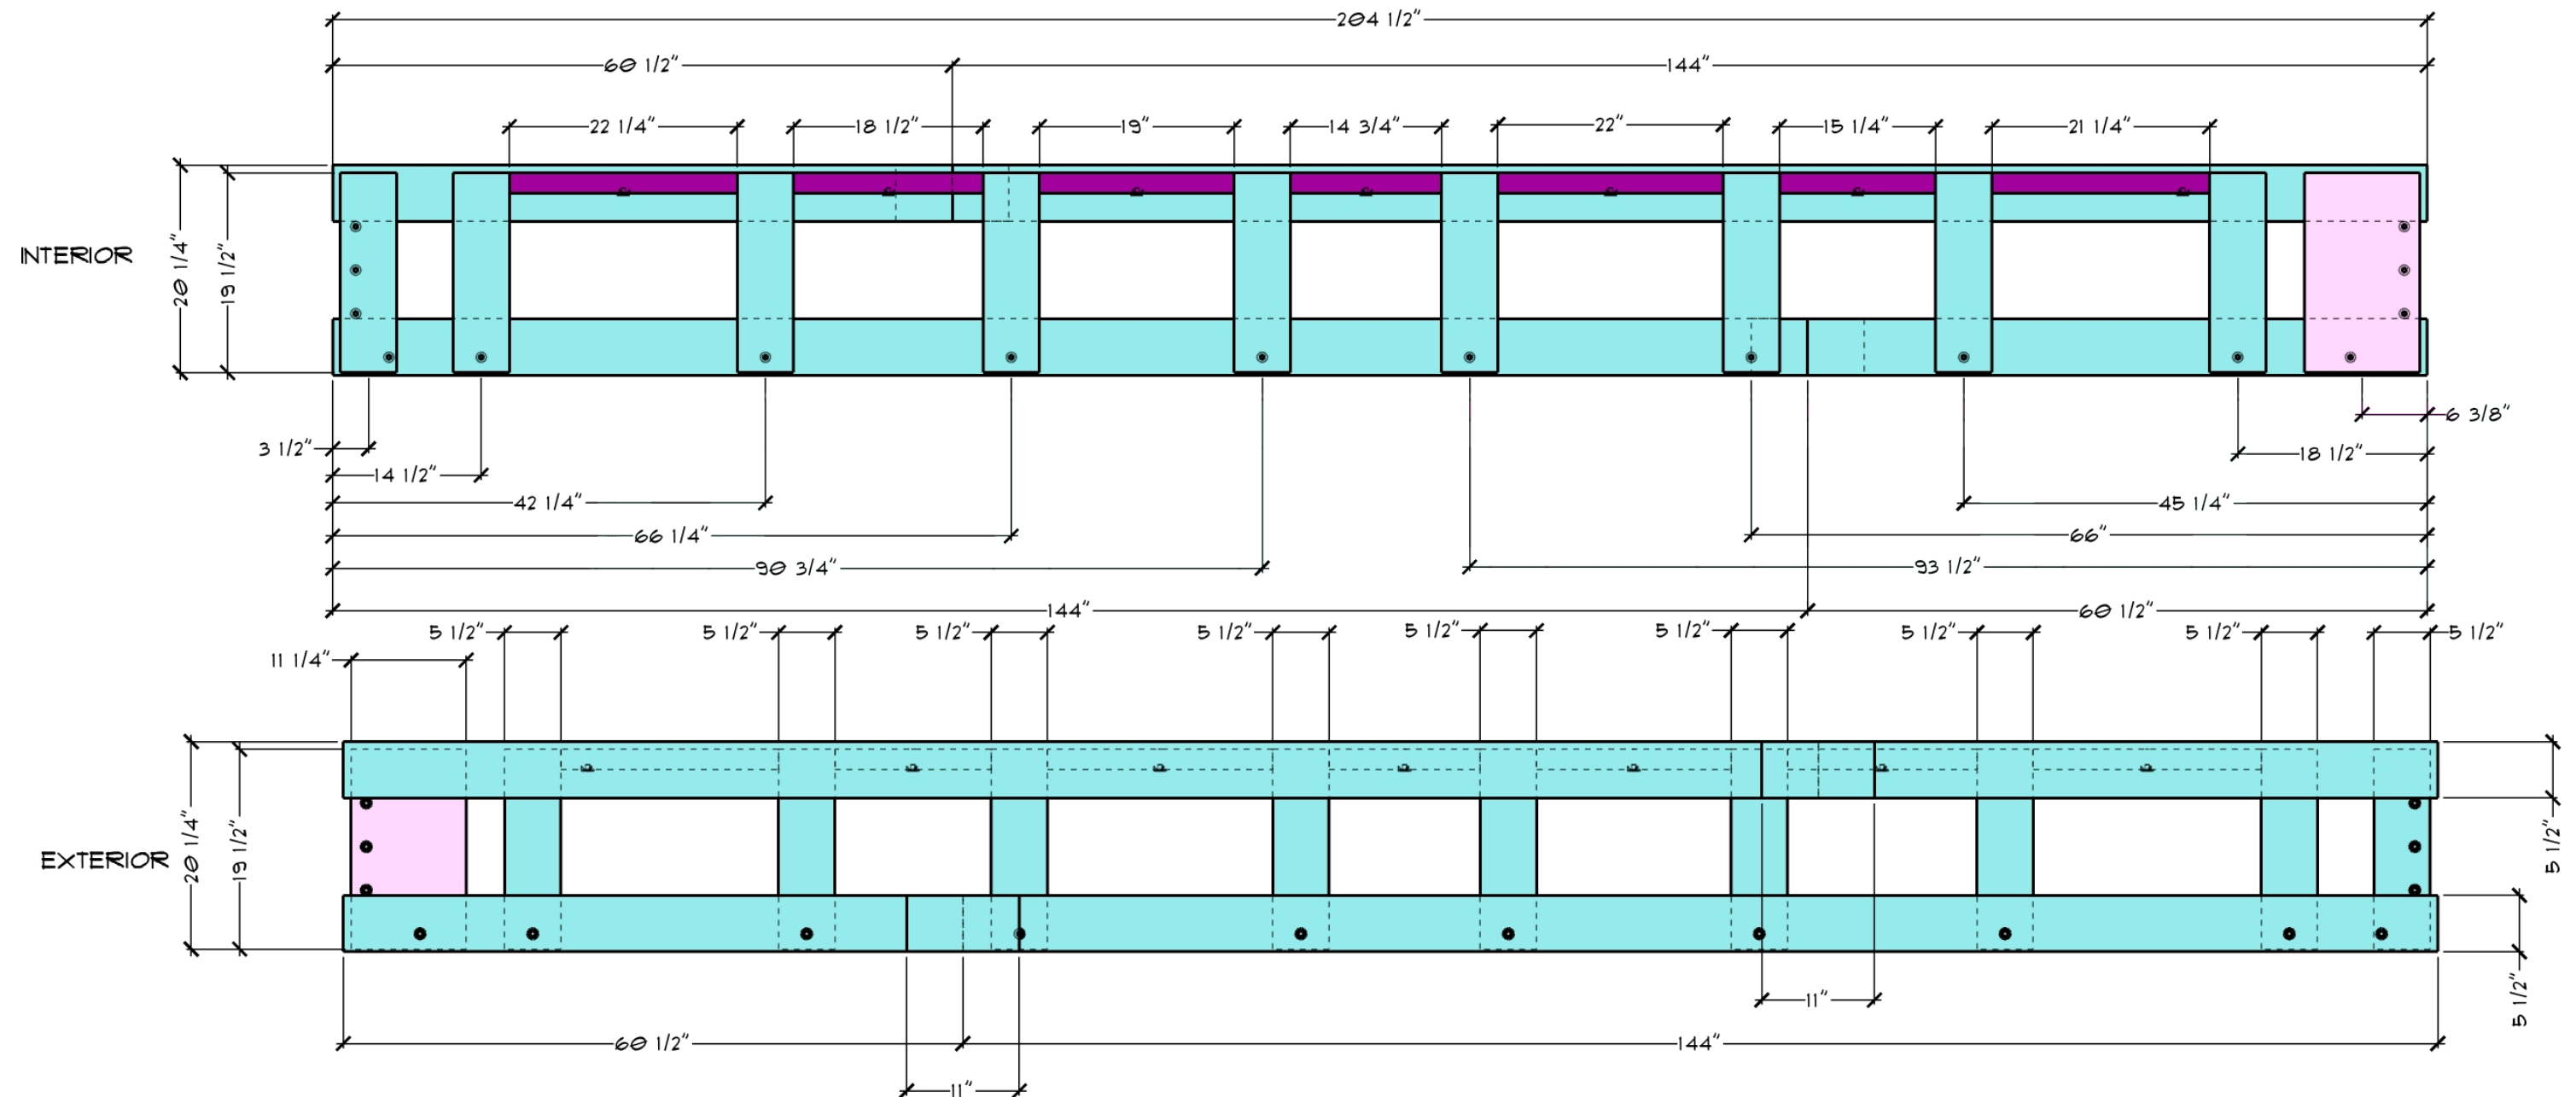 204 1/2"
60 1/2" 144"
22 1/4" 18 1/2" 19" 14 3/4" 22" 15 1/4" 21 1/4"
INTERIOR 20 1/4" 19 1/2"
6 3/8"
3 1/2" 18 1/2"
14 1/2"
42 1/4" 45 1/4"
66 1/4" 66"
90 3/4" 93 1/2"
144" 60 1/2"
5 1/2" 5 1/2" 5 1/2" 5 1/2" 5 1/2" 5 1/2" 5 1/2" 5 1/2" 5 1/2"
11 1/4"
EXTERIOR 20 1/4" 19 1/2" 5 1/2"
11" 5 1/2"
60 1/2" 144"
11"